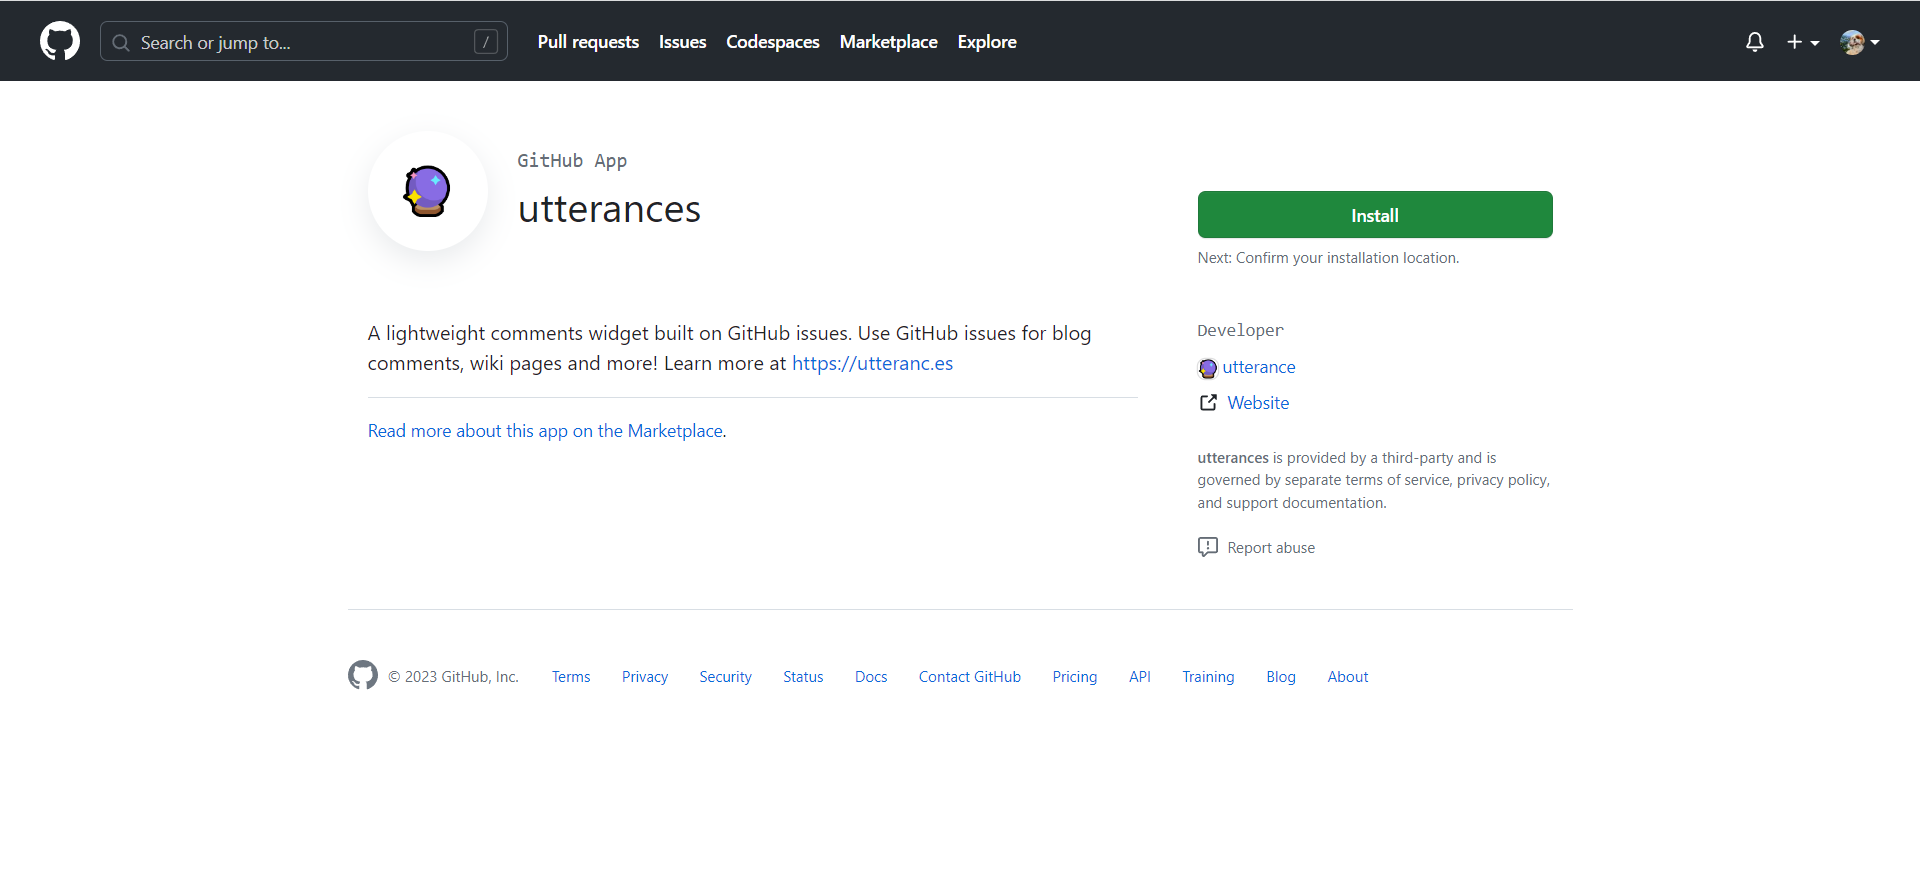 Search or jump to... /
Pull requests Issues Codespaces Marketplace Explore
GitHub App
utterances
Install
Next: Confirm your installation location.
A lightweight comments widget built on GitHub issues. Use GitHub issues for blog
comments, wiki pages and more! Learn more at https://utteranc.es
Read more about this app on the Marketplace.
Developer
utterance
Website
utterances is provided by a third-party and is
governed by separate terms of service, privacy policy,
and support documentation.
Report abuse
© 2023 GitHub, Inc. Terms Privacy Security Status Docs Contact GitHub Pricing API Training Blog About